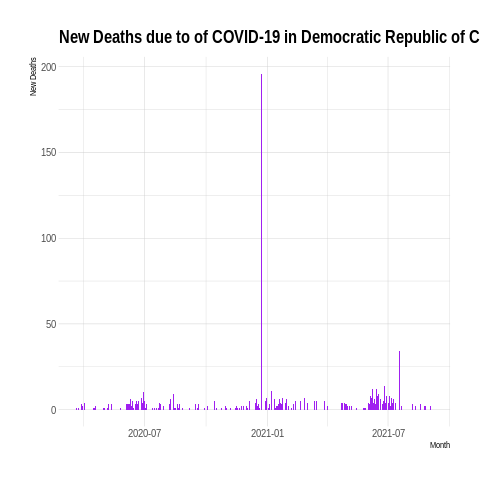 New Deaths due to of COVID-19 in Democratic Republic of C
New Deaths
200
150
100
50
0
2020-07 2021-01 2021-07
Month